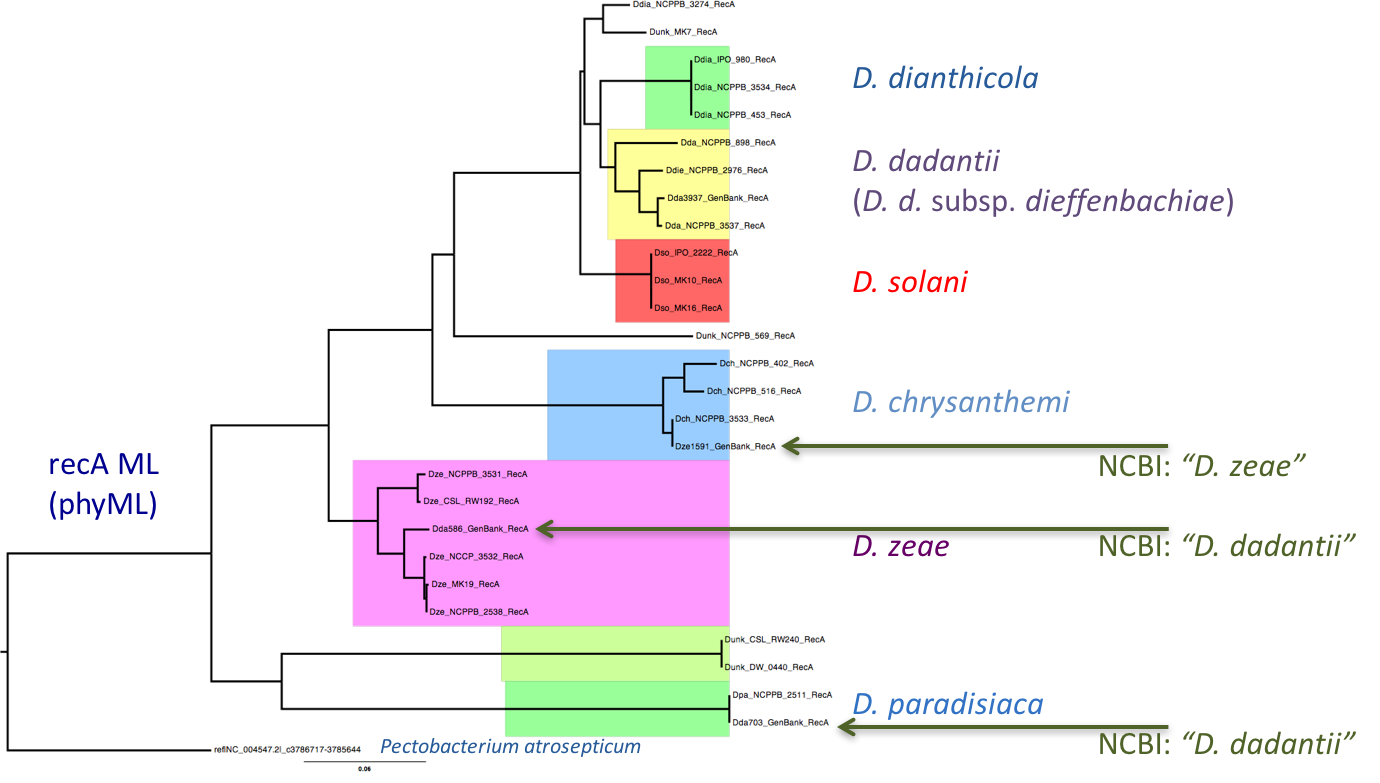 Ddia_NCPPB_3274_RecA
Dunk_MK7_RecA
Ddia_IPO_980_RecA
Ddia_NCPPB_3534_RecA
Ddia_NCPPB_453_RecA
D. dianthicola
Dda_NCPPB_898_RecA
Ddie_NCPPB_2976_RecA
Dda3937_GenBank_RecA
Dda_NCPPB_3537_RecA
D. dadantii
(D. d. subsp. dieffenbachiae)
Dso_IPO_2222_RecA
Dso_MK10_RecA
Dso_MK16_RecA
D. solani
Dunk_NCPPB_569_RecA
Dch_NCPPB_402_RecA
Dch_NCPPB_516_RecA
Dch_NCPPB_3533_RecA
Dze1591_GenBank_RecA
D. chrysanthemi
NCBI: “D. zeae”
recA ML
(phyML)
Dze_NCPPB_3531_RecA
Dze_CSL_RW192_RecA
Dda586_GenBank_RecA
Dze_NCCP_3532_RecA
Dze_MK19_RecA
Dze_NCPPB_2538_RecA
D. zeae
NCBI: “D. dadantii”
Dunk_CSL_RW240_RecA
Dunk_DW_0440_RecA
Dpa_NCPPB_2511_RecA
Dda703_GenBank_RecA
D. paradisiaca
NCBI: “D. dadantii”
ref|NC_004547.2|_c3786717-3785644
Pectobacterium atrosepticum
0.06